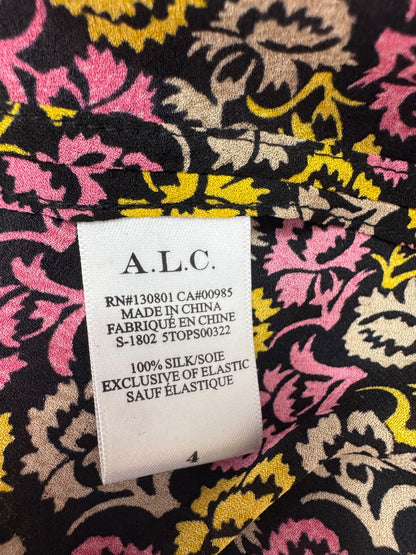 A.L.C.
RN#130801 CA#00985
MADE IN CHINA
FABRIQUÉ EN CHINE
S-1802 5TOPS00322
100% SILK/SOIE
EXCLUSIVE OF ELASTIC
SAUF ÉLASTIQUE
4